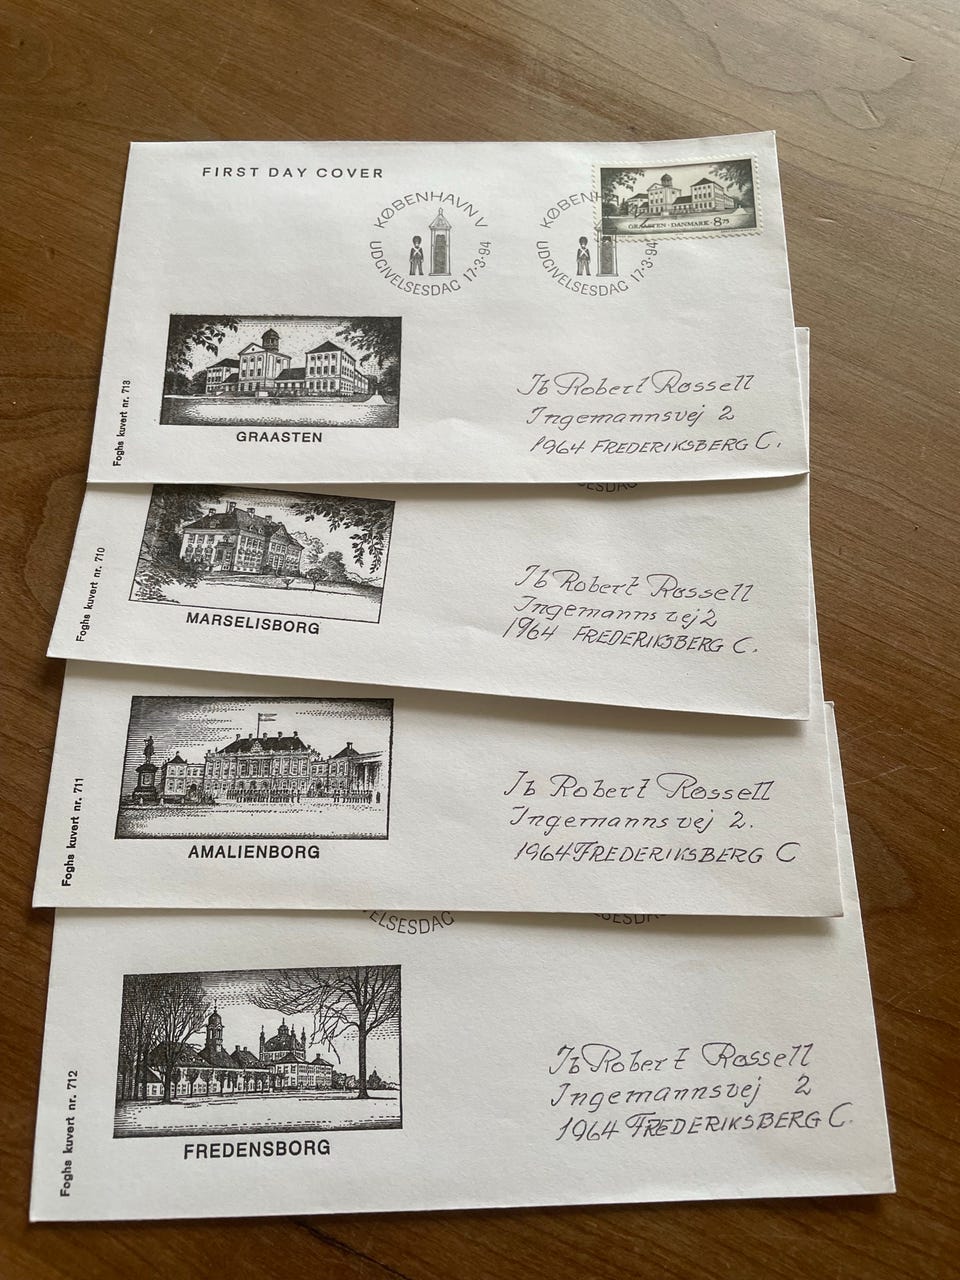 FIRST DAY COVER
KØBENHAVN V
UDGIVELSESDAG 17·3·94
KØBENH
UDGIVELSESDAG 17·3·94
GRAASTEN · DANMARK · 8.75
GRAASTEN
Foghs kuvert nr. 713
Ib Robert Rossell
Ingemannsvej 2
1964 FREDERIKSBERG C.
MARSELISBORG
Foghs kuvert nr. 710
Ib Robert Rossell
Ingemannsvej 2
1964 FREDERIKSBERG C.
AMALIENBORG
Foghs kuvert nr. 711
Ib Robert Rossell
Ingemannsvej 2.
1964 FREDERIKSBERG C
VELSESDAG
FREDENSBORG
Foghs kuvert nr. 712
Ib Robert Rossell
Ingemannsvej 2
1964 FREDERIKSBERG C.